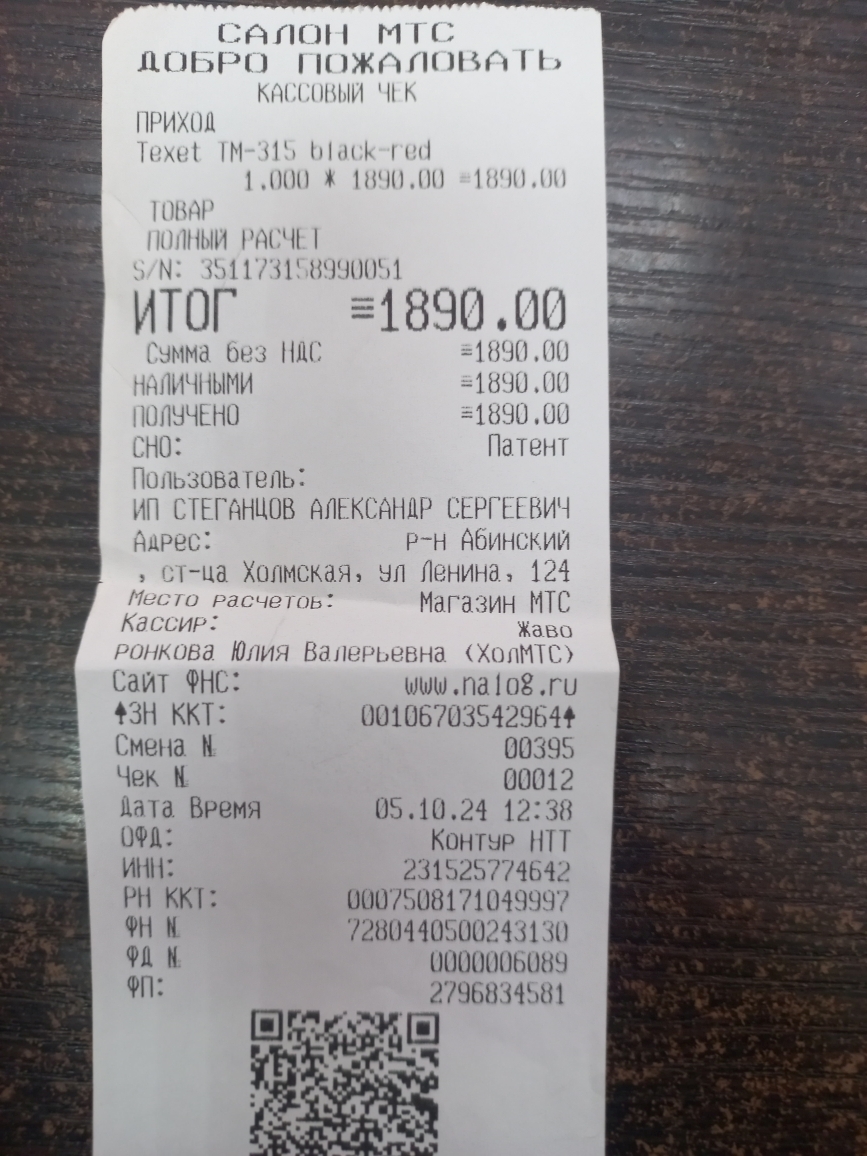 САЛОН МТС
ДОБРО ПОЖАЛОВАТЬ
КАССОВЫЙ ЧЕК
ПРИХОД
Texet TM-315 black-red
1.000 * 1890.00 =1890.00
ТОВАР
ПОЛНЫЙ РАСЧЕТ
S/N: 351173158990051
ИТОГ ≡1890.00
Сумма без НДС ≡1890.00
НАЛИЧНЫМИ ≡1890.00
ПОЛУЧЕНО ≡1890.00
СНО: Патент
Пользователь:
ИП СТЕГАНЦОВ АЛЕКСАНДР СЕРГЕЕВИЧ
Адрес: р-н Абинский
, ст-ца Холмская, ул Ленина, 124
Место расчетов: Магазин МТС
Кассир: Жаво
РОНКОВА Юлия Валерьевна (ХолМТС)
Сайт ФНС: www.nalog.ru
↑ЗН ККТ: 00106703542964↑
Смена № 00395
Чек № 00012
Дата Время 05.10.24 12:38
ОФД: Контур НТТ
ИНН: 231525774642
РН ККТ: 0007508171049997
ФН № 7280440500243130
ФД № 0000006089
ФП: 2796834581